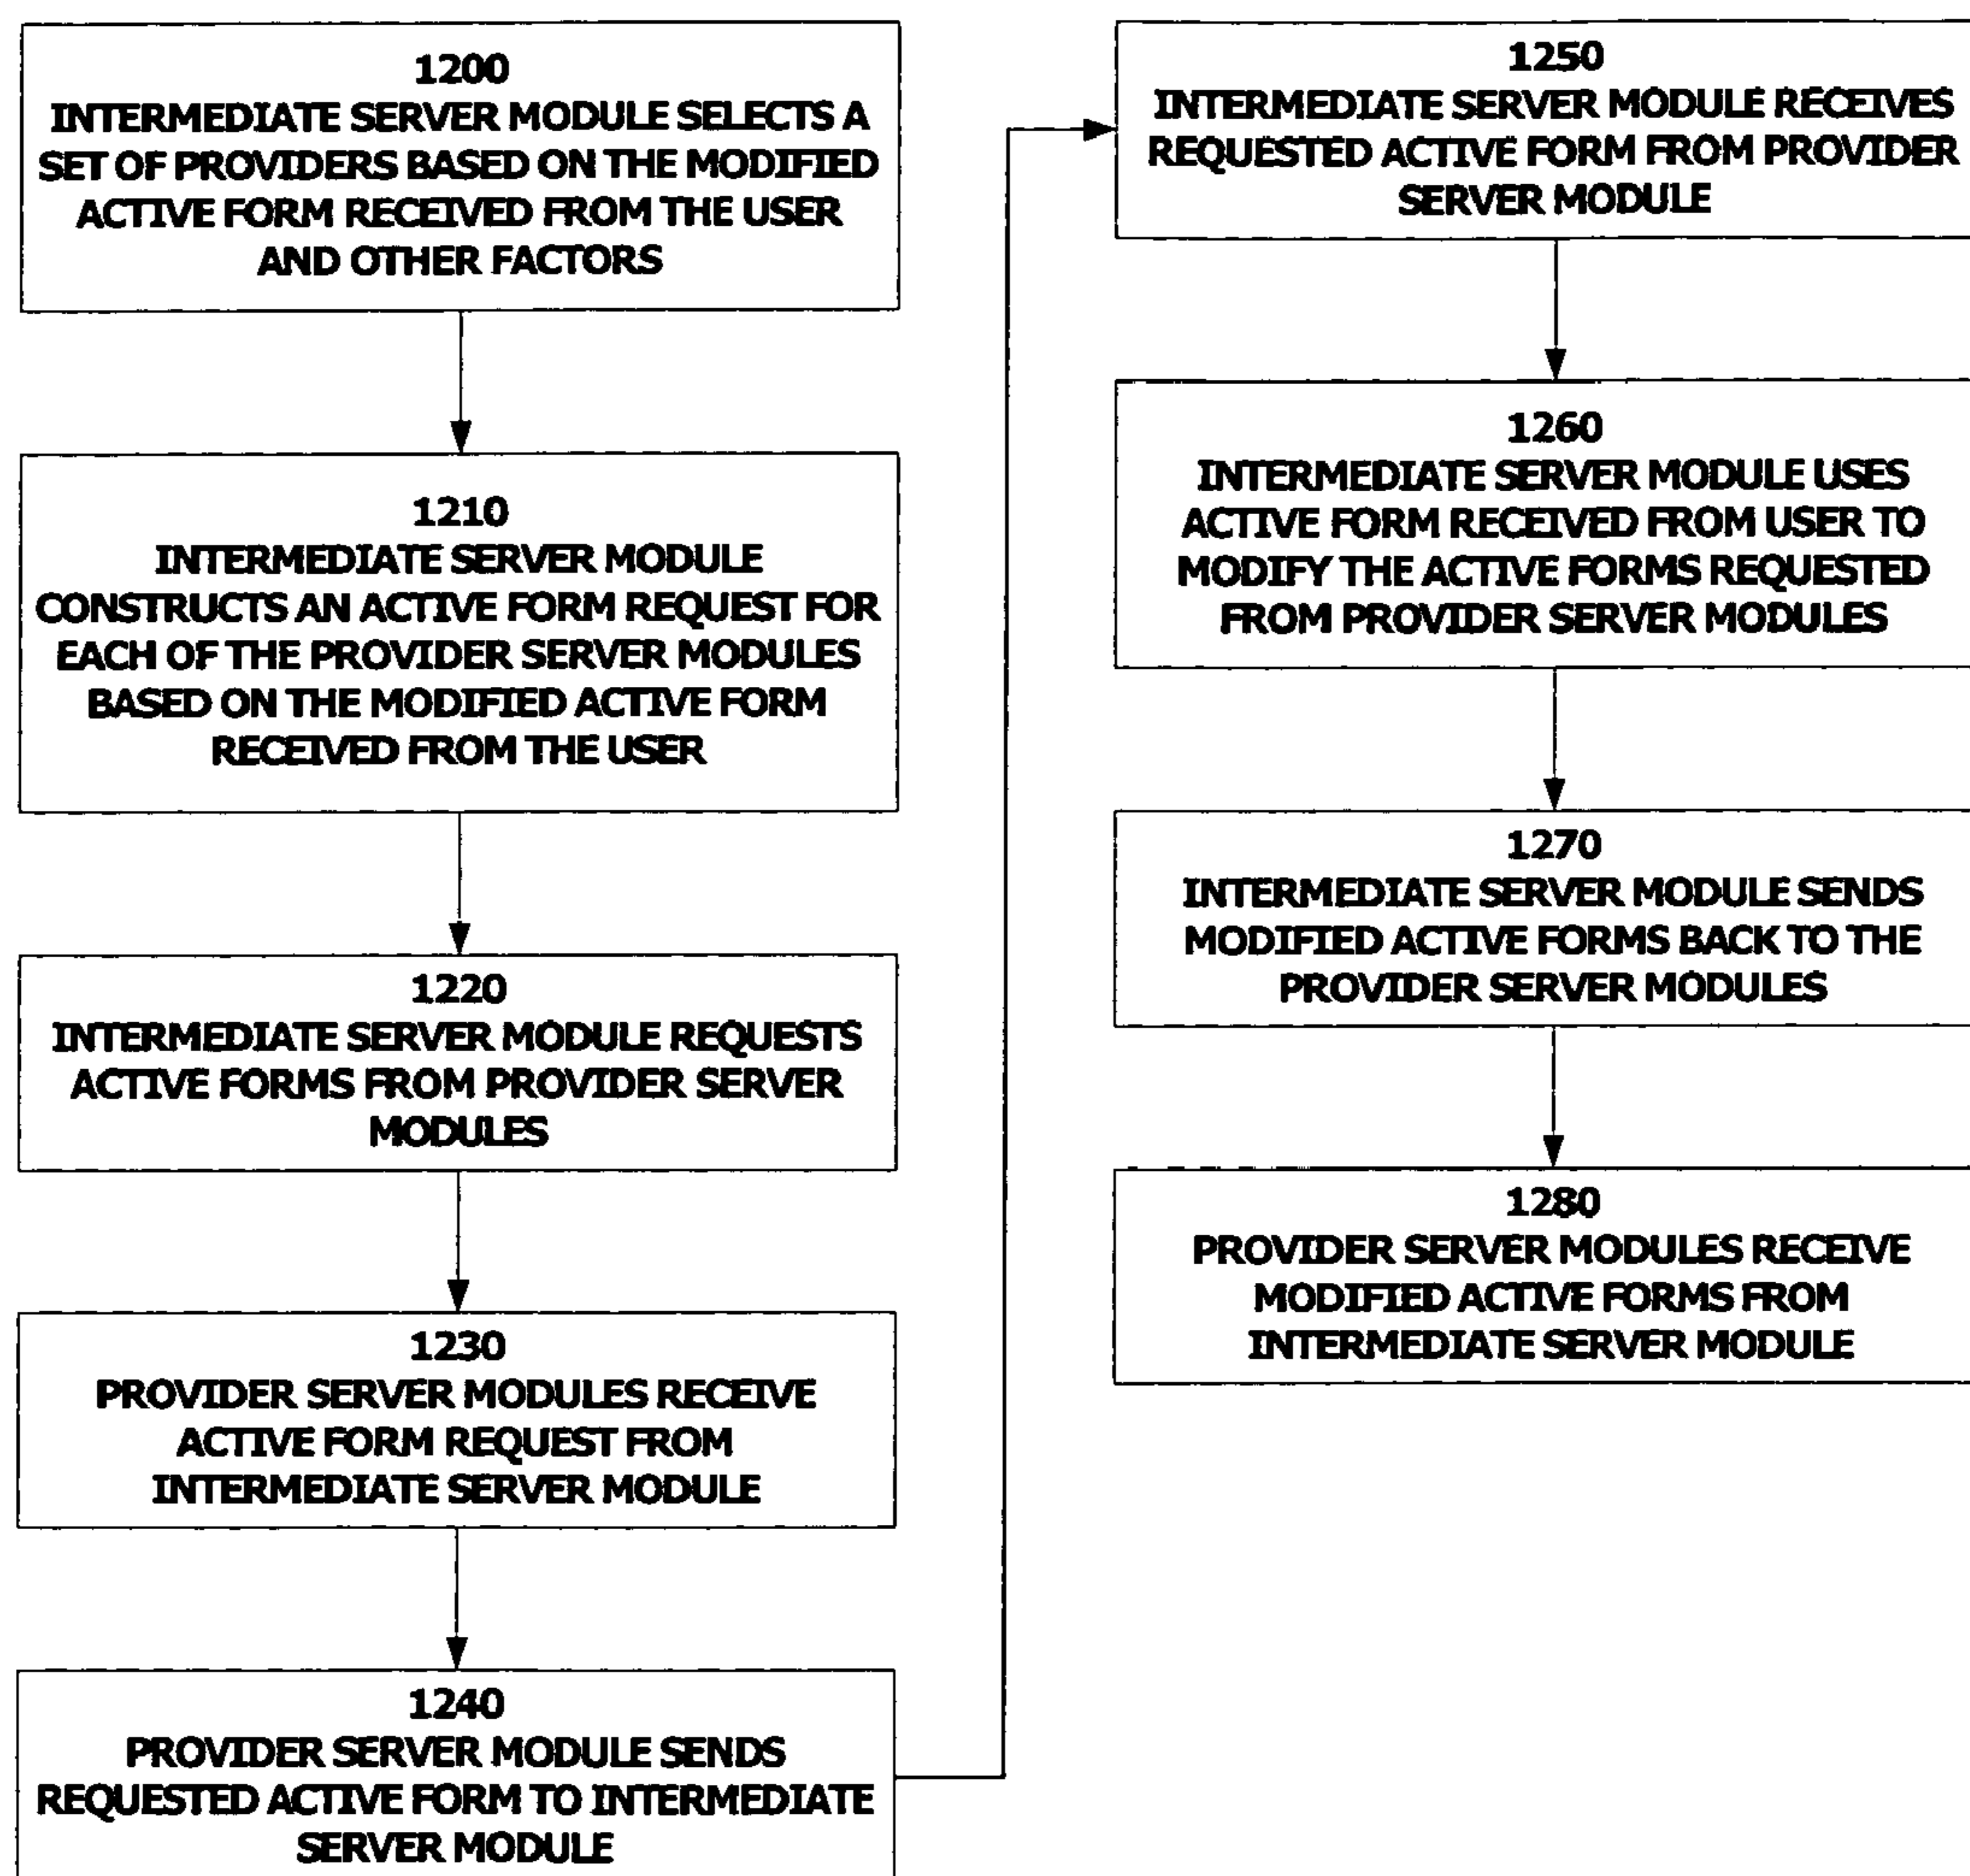 1200
INTERMEDIATE SERVER MODULE SELECTS A
SET OF PROVIDERS BASED ON THE MODIFIED
ACTIVE FORM RECEIVED FROM THE USER
AND OTHER FACTORS
1210
INTERMEDIATE SERVER MODULE
CONSTRUCTS AN ACTIVE FORM REQUEST FOR
EACH OF THE PROVIDER SERVER MODULES
BASED ON THE MODIFIED ACTIVE FORM
RECEIVED FROM THE USER
1220
INTERMEDIATE SERVER MODULE REQUESTS
ACTIVE FORMS FROM PROVIDER SERVER
MODULES
1230
PROVIDER SERVER MODULES RECEIVE
ACTIVE FORM REQUEST FROM
INTERMEDIATE SERVER MODULE
1240
PROVIDER SERVER MODULE SENDS
REQUESTED ACTIVE FORM TO INTERMEDIATE
SERVER MODULE
1250
INTERMEDIATE SERVER MODULE RECEIVES
REQUESTED ACTIVE FORM FROM PROVIDER
SERVER MODULE
1260
INTERMEDIATE SERVER MODULE USES
ACTIVE FORM RECEIVED FROM USER TO
MODIFY THE ACTIVE FORMS REQUESTED
FROM PROVIDER SERVER MODULES
1270
INTERMEDIATE SERVER MODULE SENDS
MODIFIED ACTIVE FORMS BACK TO THE
PROVIDER SERVER MODULES
1280
PROVIDER SERVER MODULES RECEIVE
MODIFIED ACTIVE FORMS FROM
INTERMEDIATE SERVER MODULE